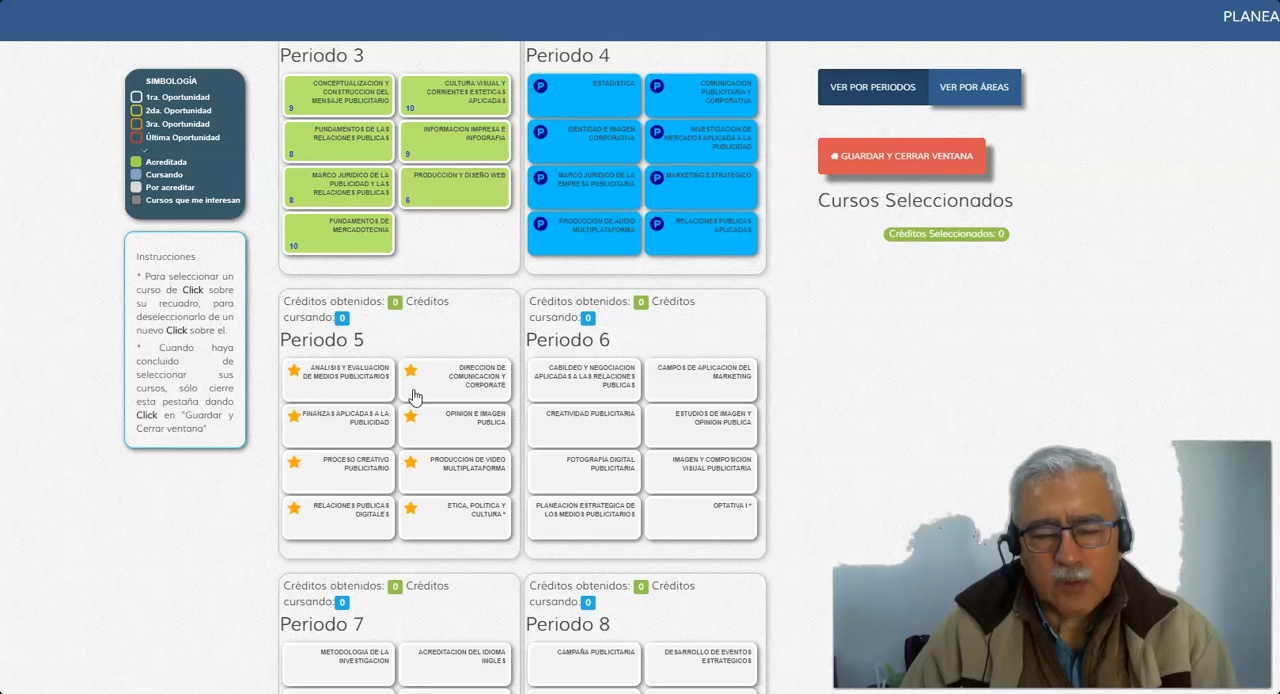 PLANEA
SIMBOLOGÍA
1ra. Oportunidad
2da. Oportunidad
3ra. Oportunidad
Última Oportunidad
Acreditada
Cursando
Por acreditar
Cursos que me interesan
Instrucciones
* Para seleccionar un
curso de Click sobre
su recuadro, para
deseleccionarlo de un
nuevo Click sobre el.
* Cuando haya
concluido de
seleccionar sus
cursos, sólo cierre
esta pestaña dando
Click en "Guardar y
Cerrar ventana"
Periodo 3
CONCEPTUALIZACION Y
CONSTRUCCION DEL
MENSAJE PUBLICITARIO
9
CULTURA VISUAL Y
CORRIENTES ESTETICAS
APLICADAS
10
FUNDAMENTOS DE LAS
RELACIONES PUBLICAS
8
INFORMACION IMPRESA E
INFOGRAFIA
9
MARCO JURIDICO DE LA
PUBLICIDAD Y LAS
RELACIONES PUBLICAS
8
PRODUCCION Y DISEÑO WEB
6
FUNDAMENTOS DE
MERCADOTECNIA
10
Periodo 4
P
ESTADISTICA
P
COMUNICACION
PUBLICITARIA Y
CORPORATIVA
P
IDENTIDAD E IMAGEN
CORPORATIVA
P
INVESTIGACION DE
MERCADOS APLICADA A LA
PUBLICIDAD
P
MARCO JURIDICO DE LA
EMPRESA PUBLICITARIA
P
MARKETING ESTRATEGICO
P
PRODUCCION DE AUDIO
MULTIPLATAFORMA
P
RELACIONES PUBLICAS
APLICADAS
Créditos obtenidos: 0 Créditos
cursando: 0
Periodo 5
ANALISIS Y EVALUACION
DE MEDIOS PUBLICITARIOS
DIRECCION DE
COMUNICACION Y
CORPORATE
FINANZAS APLICADAS A LA
PUBLICIDAD
OPINION E IMAGEN
PUBLICA
PROCESO CREATIVO
PUBLICITARIO
PRODUCCION DE VIDEO
MULTIPLATAFORMA
RELACIONES PUBLICAS
DIGITALES
ETICA, POLITICA Y
CULTURA *
Créditos obtenidos: 0 Créditos
cursando: 0
Periodo 6
CABILDEO Y NEGOCIACION
APLICADAS A LAS RELACIONES
PUBLICAS
CAMPOS DE APLICACION DEL
MARKETING
CREATIVIDAD PUBLICITARIA
ESTUDIOS DE IMAGEN Y
OPINION PUBLICA
FOTOGRAFIA DIGITAL
PUBLICITARIA
IMAGEN Y COMPOSICION
VISUAL PUBLICITARIA
PLANEACION ESTRATEGICA DE
LOS MEDIOS PUBLICITARIOS
OPTATIVA I *
Créditos obtenidos: 0 Créditos
cursando: 0
Periodo 7
METODOLOGIA DE LA
INVESTIGACION
ACREDITACION DEL IDIOMA
INGLES
Créditos obtenidos: 0 Créditos
cursando: 0
Periodo 8
CAMPAÑA PUBLICITARIA
DESARROLLO DE EVENTOS
ESTRATEGICOS
VER POR PERIODOS
VER POR ÁREAS
GUARDAR Y CERRAR VENTANA
Cursos Seleccionados
Créditos Seleccionados: 0